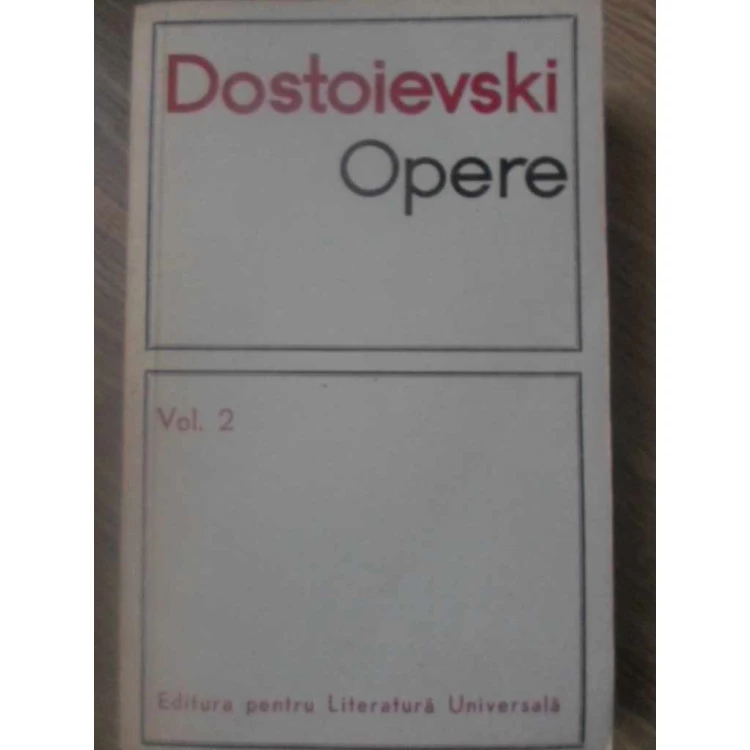 Dostoievski
Opere
Vol. 2
Editura pentru Literatură Universală